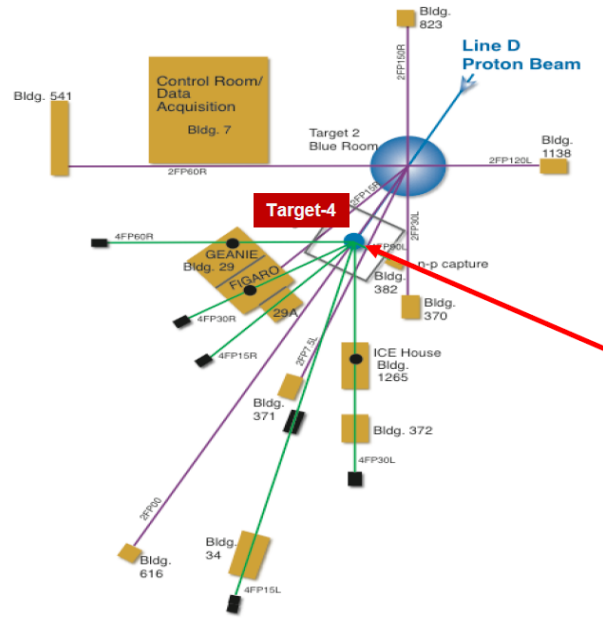 Bldg.
823
Line D
Proton Beam
2FP150R
Control Room/
Data
Acquisition
Bldg. 7
Bldg. 541
Target 2
Blue Room
Bldg.
1138
2FP60R
2FP120L
2FP15R
Target-4
2FP30L
4FP60R
4FP90L
GEANIE
Bldg. 29
n-p capture
FIGARO
Bldg.
382
Bldg.
370
29A
4FP30R
4FP15R
2FP7.5L
ICE House
Bldg.
1265
Bldg.
371
Bldg. 372
4FP30L
2FP00
Bldg.
34
Bldg.
616
4FP15L